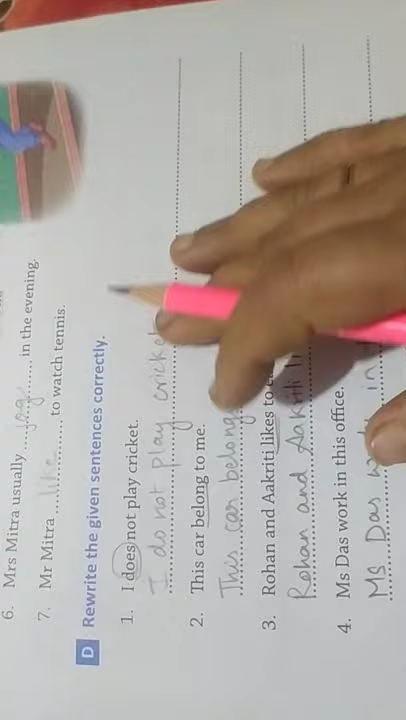 6. Mrs Mitra usually ....jog.... in the evening.
7. Mr Mitra ...like... to watch tennis.
D Rewrite the given sentences correctly.
1. I does not play cricket.
I do not play cricket
2. This car belong to me.
This car belongs
3. Rohan and Aakriti likes to
Rohan and Aakriti
4. Ms Das work in this office.
Ms Das in